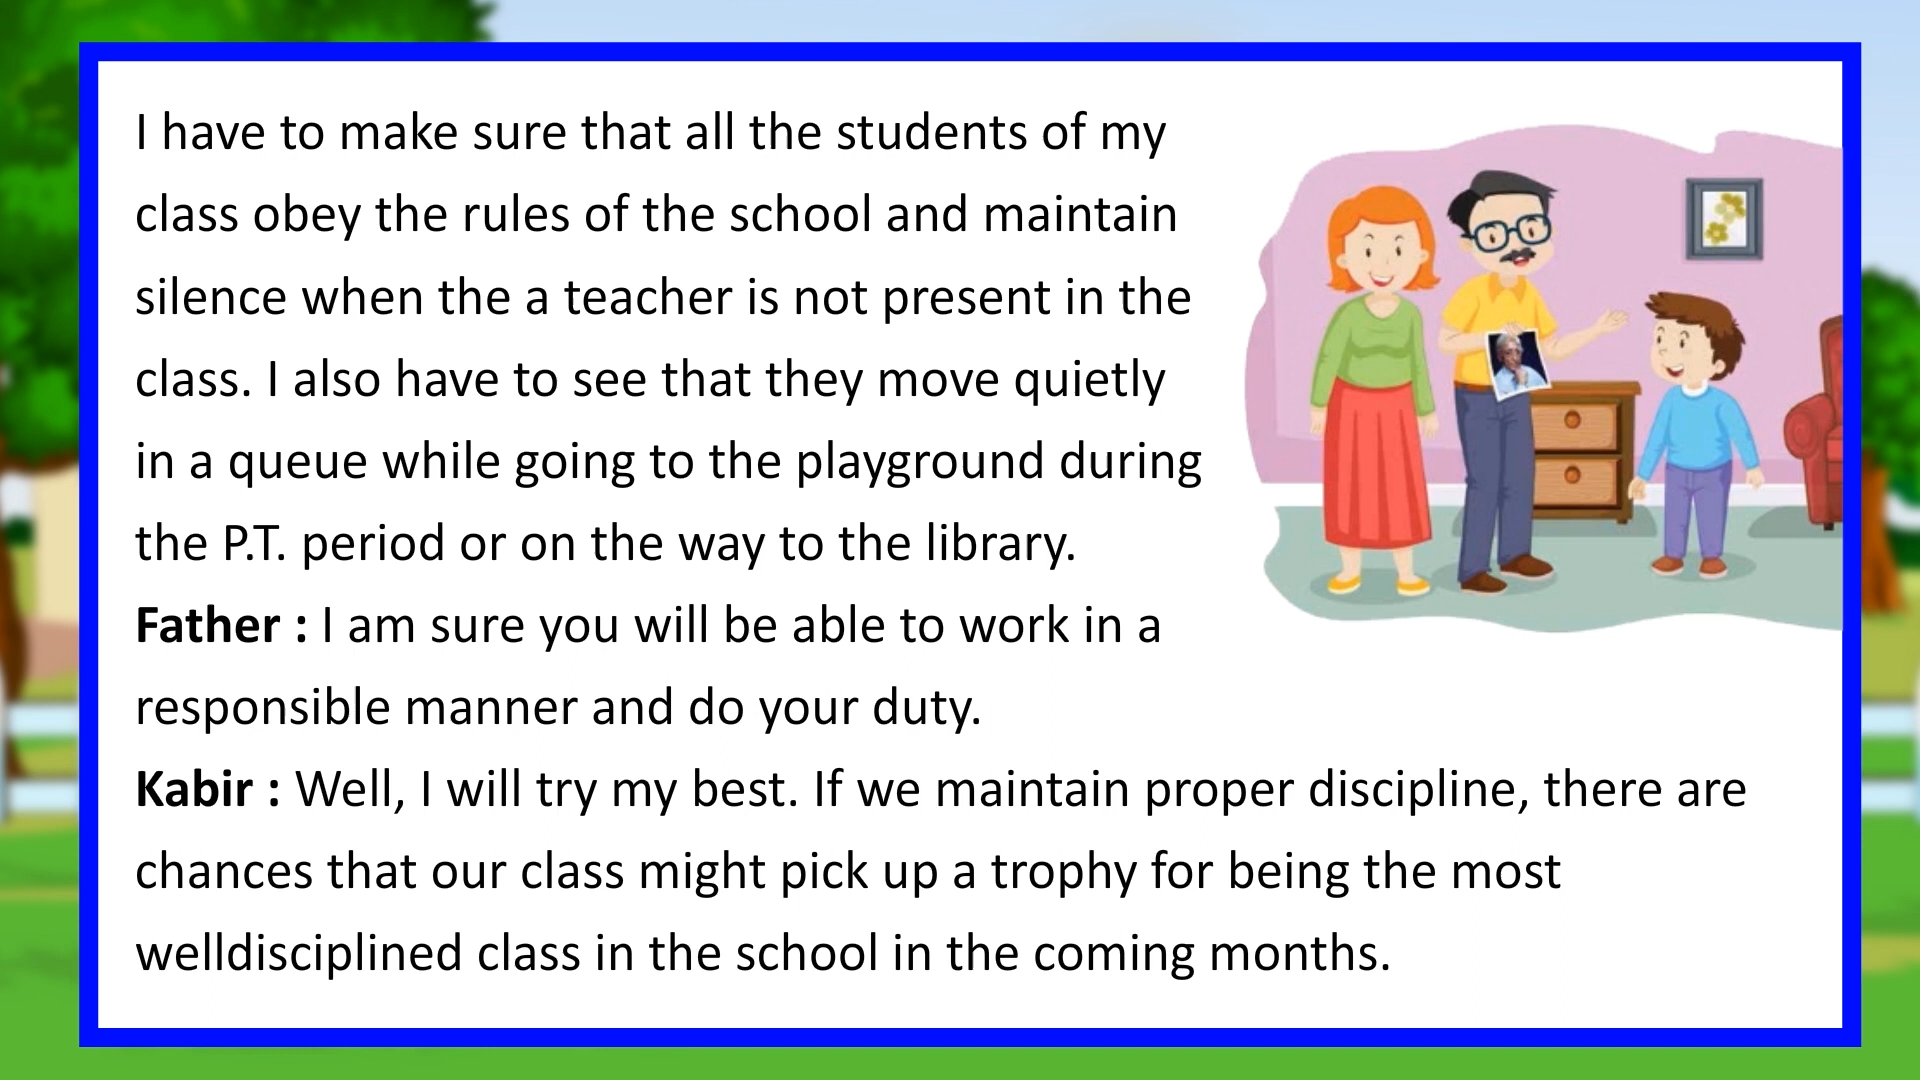 I have to make sure that all the students of my
class obey the rules of the school and maintain
silence when the a teacher is not present in the
class. I also have to see that they move quietly
in a queue while going to the playground during
the P.T. period or on the way to the library.
Father : I am sure you will be able to work in a
responsible manner and do your duty.
Kabir : Well, I will try my best. If we maintain proper discipline, there are
chances that our class might pick up a trophy for being the most
welldisciplined class in the school in the coming months.